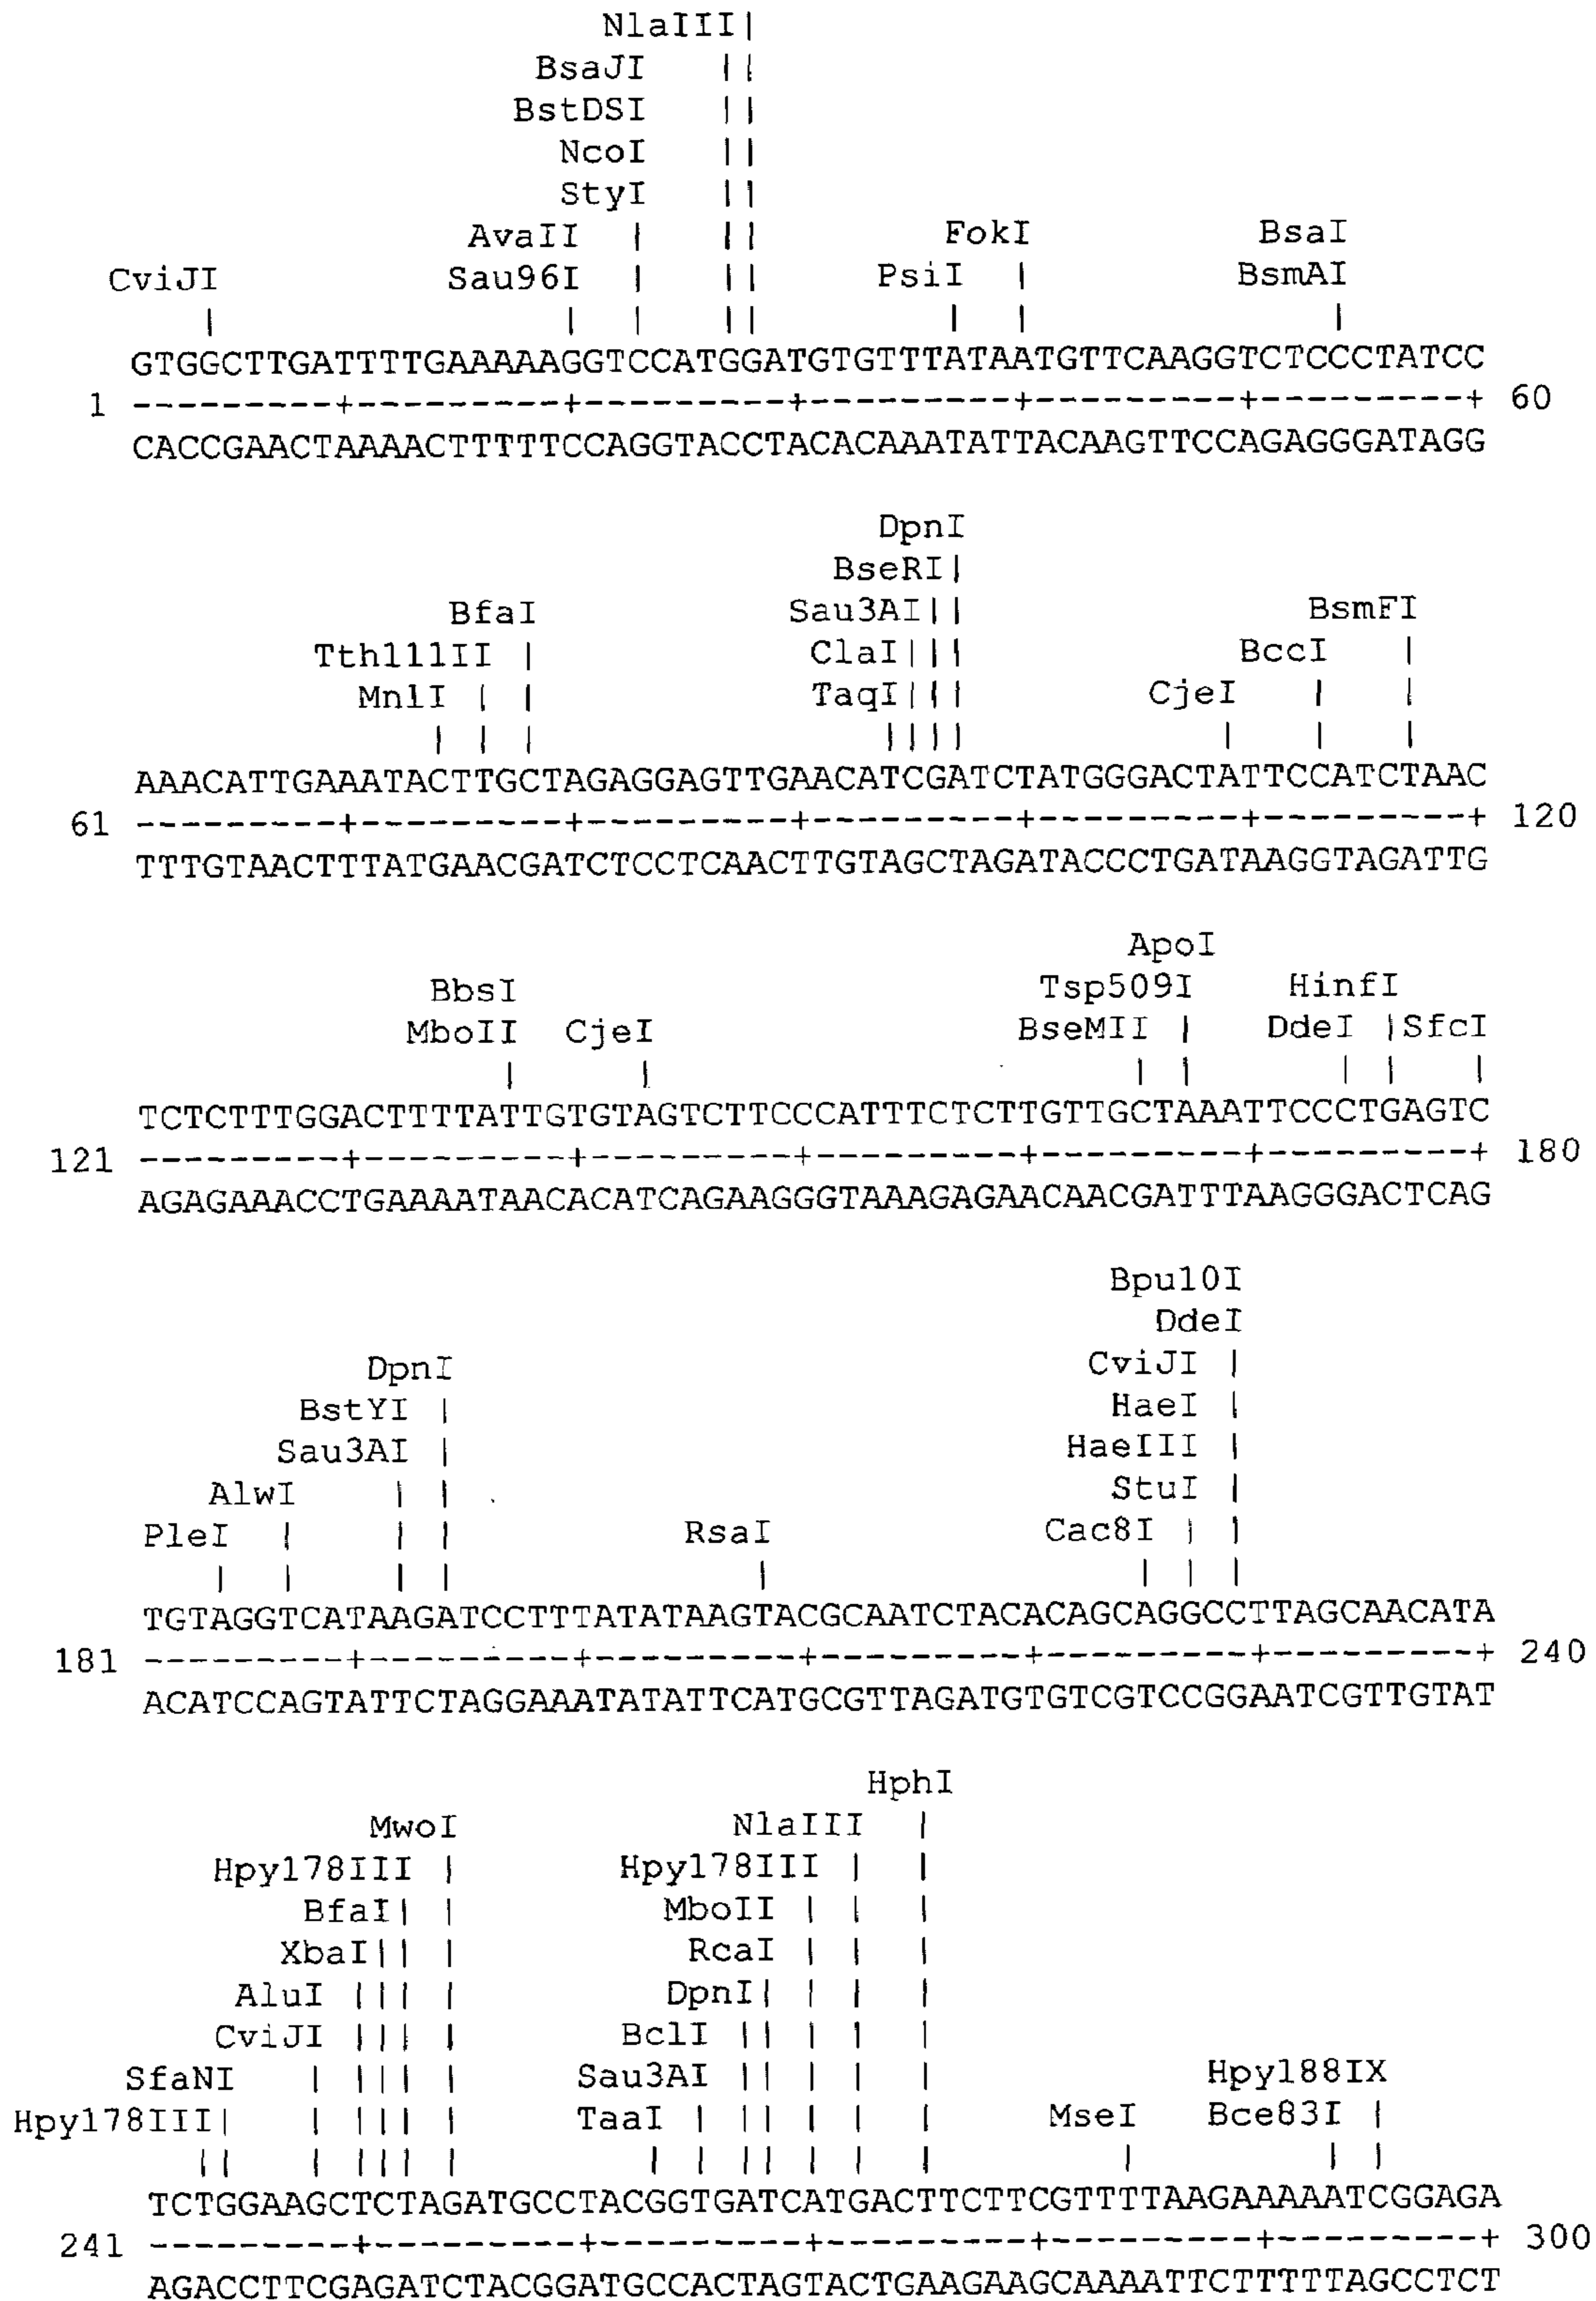 NlaIII|
BsaJI | |
BstDSI | |
NcoI | |
StyI | |
AvaII | | | FokI BsaI
CviJI Sau96I | | | PsiI | BsmAI
| | | | | | | |
GTGGCTTGATTTTGAAAAAGGTCCATGGATGTGTTTATAATGTTCAAGGTCTCCCTATCC
1 ---------+---------+---------+---------+---------+---------+ 60
CACCGAACTAAAACTTTTTCCAGGTACCTACACAAATATTACAAGTTCCAGAGGGATAGG
DpnI
BseRI|
BfaI Sau3AI|| BsmFI
Tth111II | ClaI||| BccI |
MnlI | | TaqI||| CjeI | |
| | | |||| | | |
AAACATTGAAATACTTGCTAGAGGAGTTGAACATCGATCTATGGGACTATTCCATCTAAC
61 ---------+---------+---------+---------+---------+---------+ 120
TTTGTAACTTTATGAACGATCTCCTCAACTTGTAGCTAGATACCCTGATAAGGTAGATTG
ApoI
BbsI Tsp509I HinfI
MboII CjeI BseMII | DdeI |SfcI
| | | | | | |
TCTCTTTGGACTTTTATTGTGTAGTCTTCCCATTTCTCTTGTTGCTAAATTCCCTGAGTC
121 ---------+---------+---------+---------+---------+---------+ 180
AGAGAAACCTGAAAATAACACATCAGAAGGGTAAAGAGAACAACGATTTAAGGGACTCAG
Bpu10I
DdeI
DpnI CviJI |
BstYI | HaeI |
Sau3AI | HaeIII |
AlwI | | StuI |
PleI | | | RsaI Cac8I | |
| | | | | | | |
TGTAGGTCATAAGATCCTTTATATAAGTACGCAATCTACACAGCAGGCCTTAGCAACATA
181 ---------+---------+---------+---------+---------+---------+ 240
ACATCCAGTATTCTAGGAAATATATTCATGCGTTAGATGTGTCGTCCGGAATCGTTGTAT
HphI
MwoI NlaIII |
Hpy178III | Hpy178III | |
BfaI| | MboII | | |
XbaI|| | RcaI | | |
AluI ||| | DpnI| | | |
CviJI ||| | BclI || | | |
SfaNI | ||| | Sau3AI || | | | Hpy188IX
Hpy178III| | ||| | TaaI | || | | | MseI Bce83I |
|| | ||| | | | || | | | | | |
TCTGGAAGCTCTAGATGCCTACGGTGATCATGACTTCTTCGTTTTAAGAAAAATCGGAGA
241 ---------+---------+---------+---------+---------+---------+ 300
AGACCTTCGAGATCTACGGATGCCACTAGTACTGAAGAAGCAAAATTCTTTTTAGCCTCT